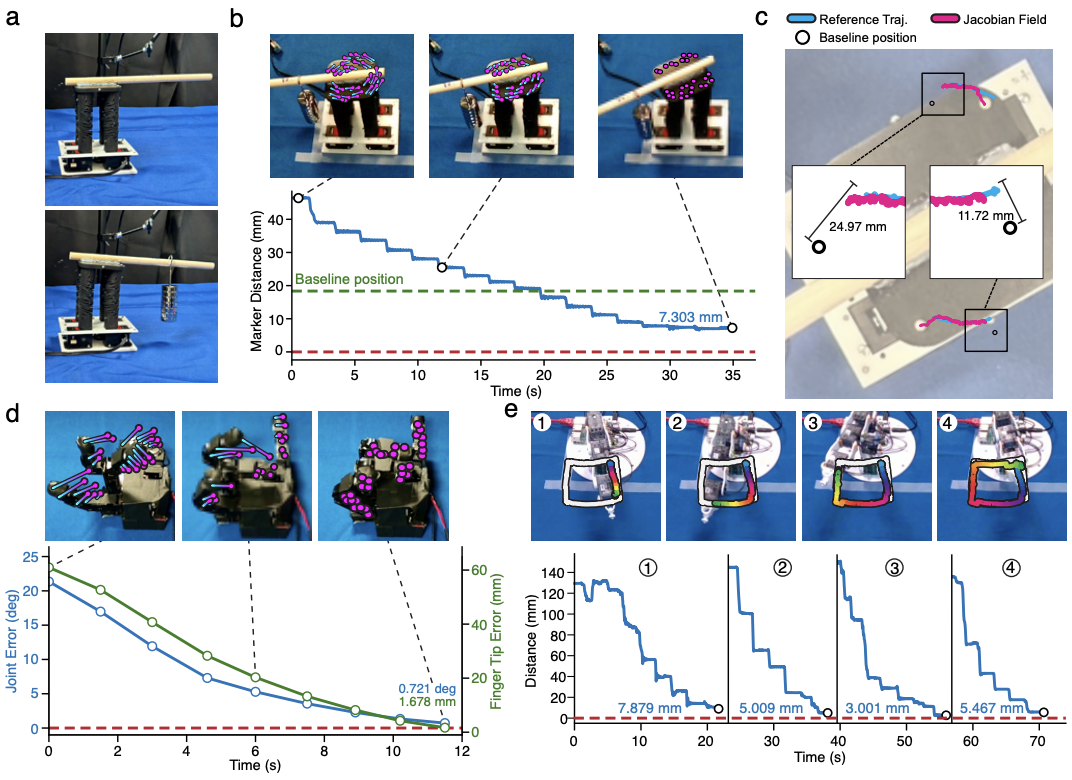 a
b
c
Reference Traj.
Jacobian Field
Baseline position
24.97 mm
11.72 mm
Marker Distance (mm)
40
30
20
10
0
Baseline position
7.303 mm
0 5 10 15 20 25 30 35
Time (s)
d
Joint Error (deg)
25
20
15
10
5
0
60
40
20
0
Finger Tip Error (mm)
0.721 deg
1.678 mm
0 2 4 6 8 10 12
Time (s)
e
1 2 3 4
Distance (mm)
140
120
100
80
60
40
20
0
① ② ③ ④
7.879 mm 5.009 mm 3.001 mm 5.467 mm
0 10 20 30 40 50 60 70
Time (s)